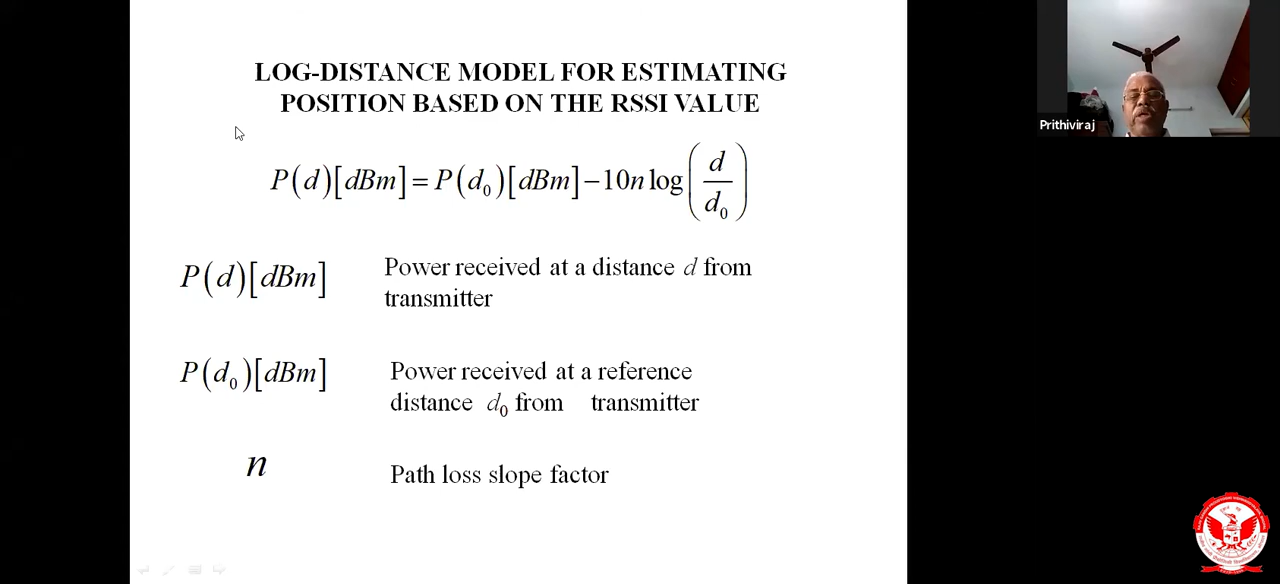 LOG-DISTANCE MODEL FOR ESTIMATING
POSITION BASED ON THE RSSI VALUE
P(d)[dBm] = P(d₀)[dBm] − 10n log(d/d₀)
P(d)[dBm] Power received at a distance d from
transmitter
P(d₀)[dBm] Power received at a reference
distance d₀ from transmitter
n Path loss slope factor
Prithiviraj